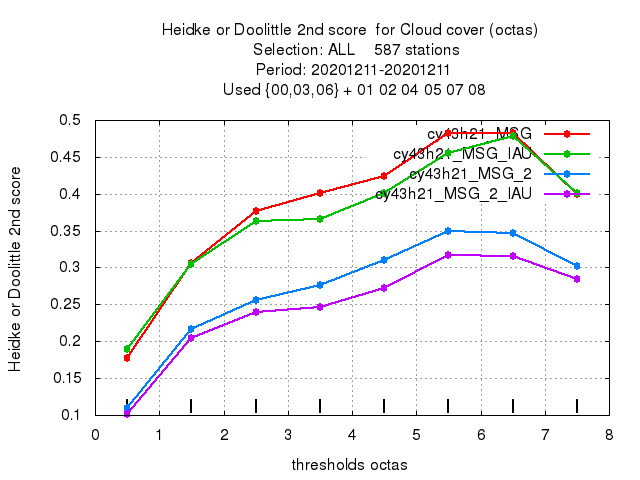 Heidke or Doolittle 2nd score  for Cloud cover (octas)
Selection: ALL    587 stations
Period: 20201211-20201211
Used {00,03,06} + 01 02 04 05 07 08
Heidke or Doolittle 2nd score
0.5
0.45
0.4
0.35
0.3
0.25
0.2
0.15
0.1
cy43h21_MSG
cy43h21_MSG_IAU
cy43h21_MSG_2
cy43h21_MSG_2_IAU
0 1 2 3 4 5 6 7 8
thresholds octas